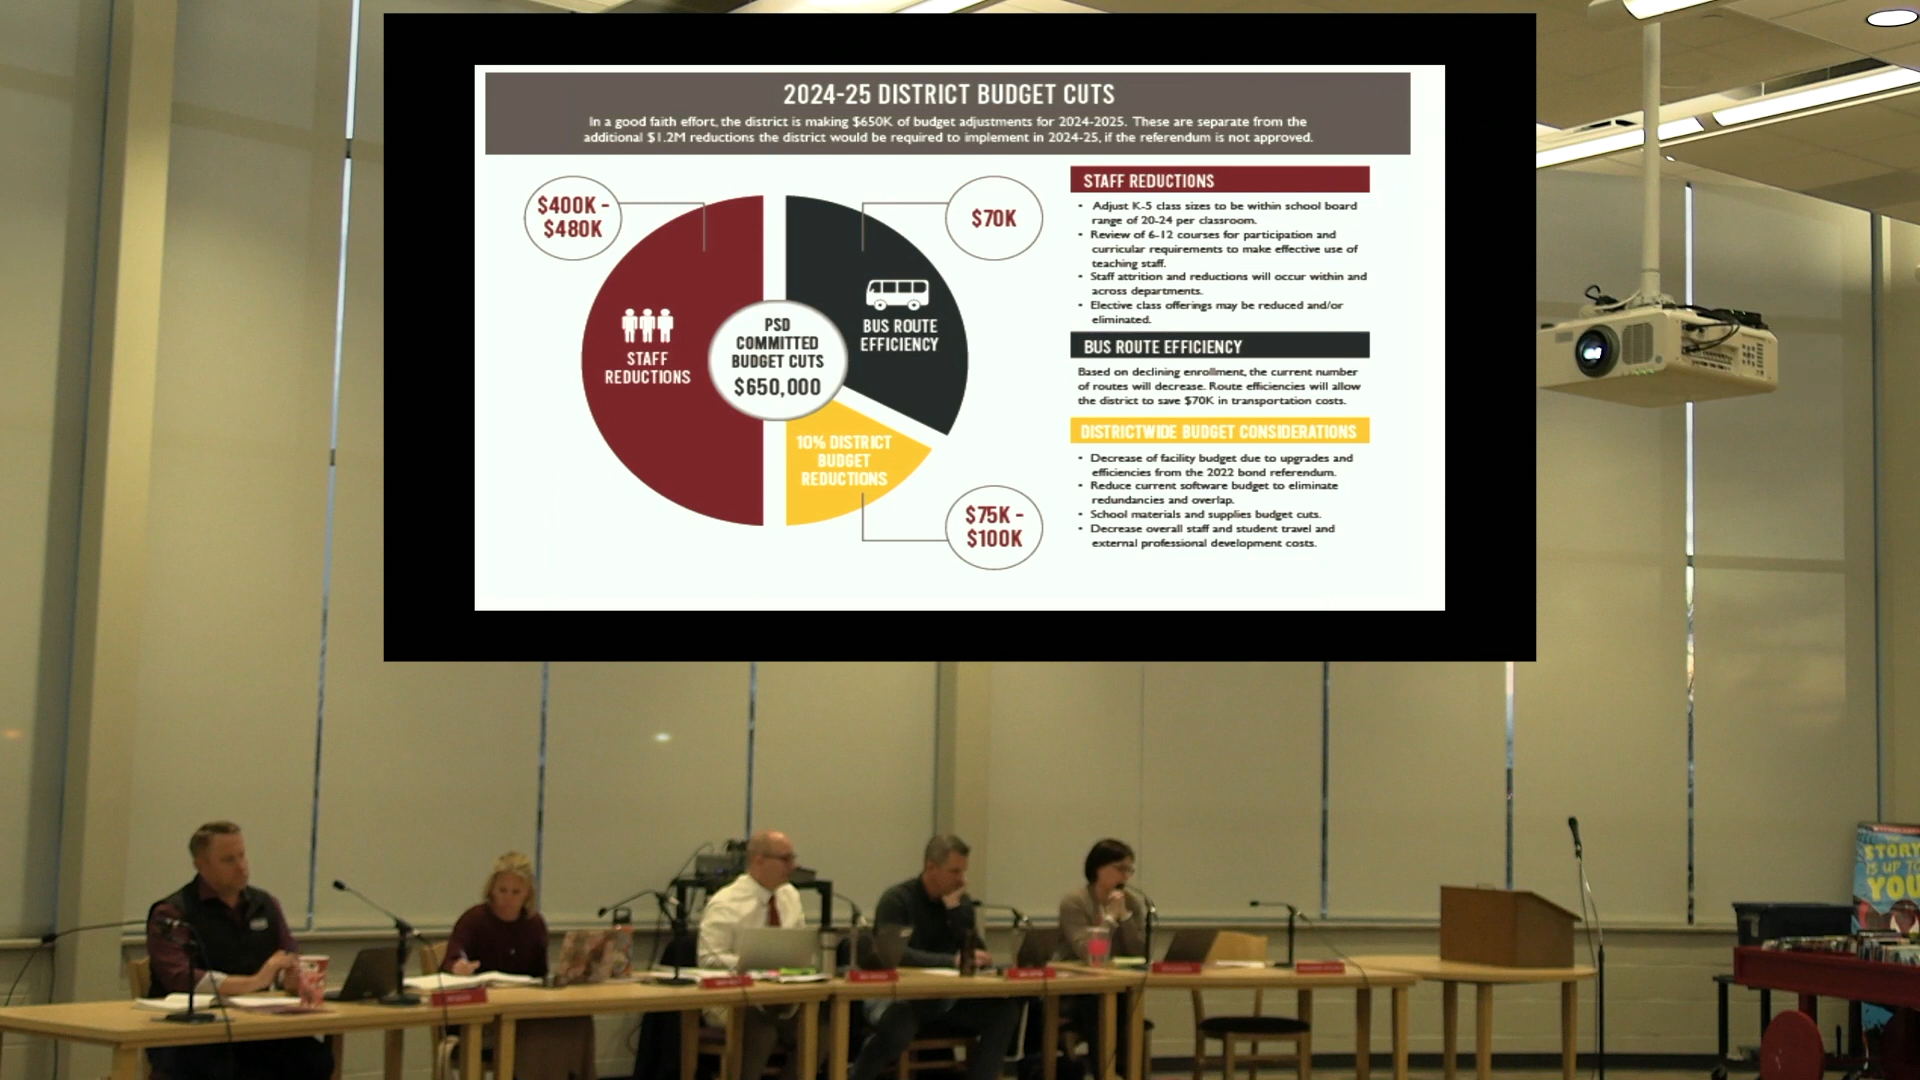 2024-25 DISTRICT BUDGET CUTS
In a good faith effort, the district is making $650K of budget adjustments for 2024-2025. These are separate from the
additional $1.2M reductions the district would be required to implement in 2024-25, if the referendum is not approved.
$400K -
$480K
$70K
STAFF
REDUCTIONS
PSD
COMMITTED
BUDGET CUTS
$650,000
BUS ROUTE
EFFICIENCY
10% DISTRICT
BUDGET
REDUCTIONS
$75K -
$100K
STAFF REDUCTIONS
• Adjust K-5 class sizes to be within school board
range of 20-24 per classroom.
• Review of 6-12 courses for participation and
curricular requirements to make effective use of
teaching staff.
• Staff attrition and reductions will occur within and
across departments.
• Elective class offerings may be reduced and/or
eliminated.
BUS ROUTE EFFICIENCY
Based on declining enrollment, the current number
of routes will decrease. Route efficiencies will allow
the district to save $70K in transportation costs.
DISTRICTWIDE BUDGET CONSIDERATIONS
• Decrease of facility budget due to upgrades and
efficiencies from the 2022 bond referendum.
• Reduce current software budget to eliminate
redundancies and overlap.
• School materials and supplies budget cuts.
• Decrease overall staff and student travel and
external professional development costs.
STORY
IS UP TO
YOU